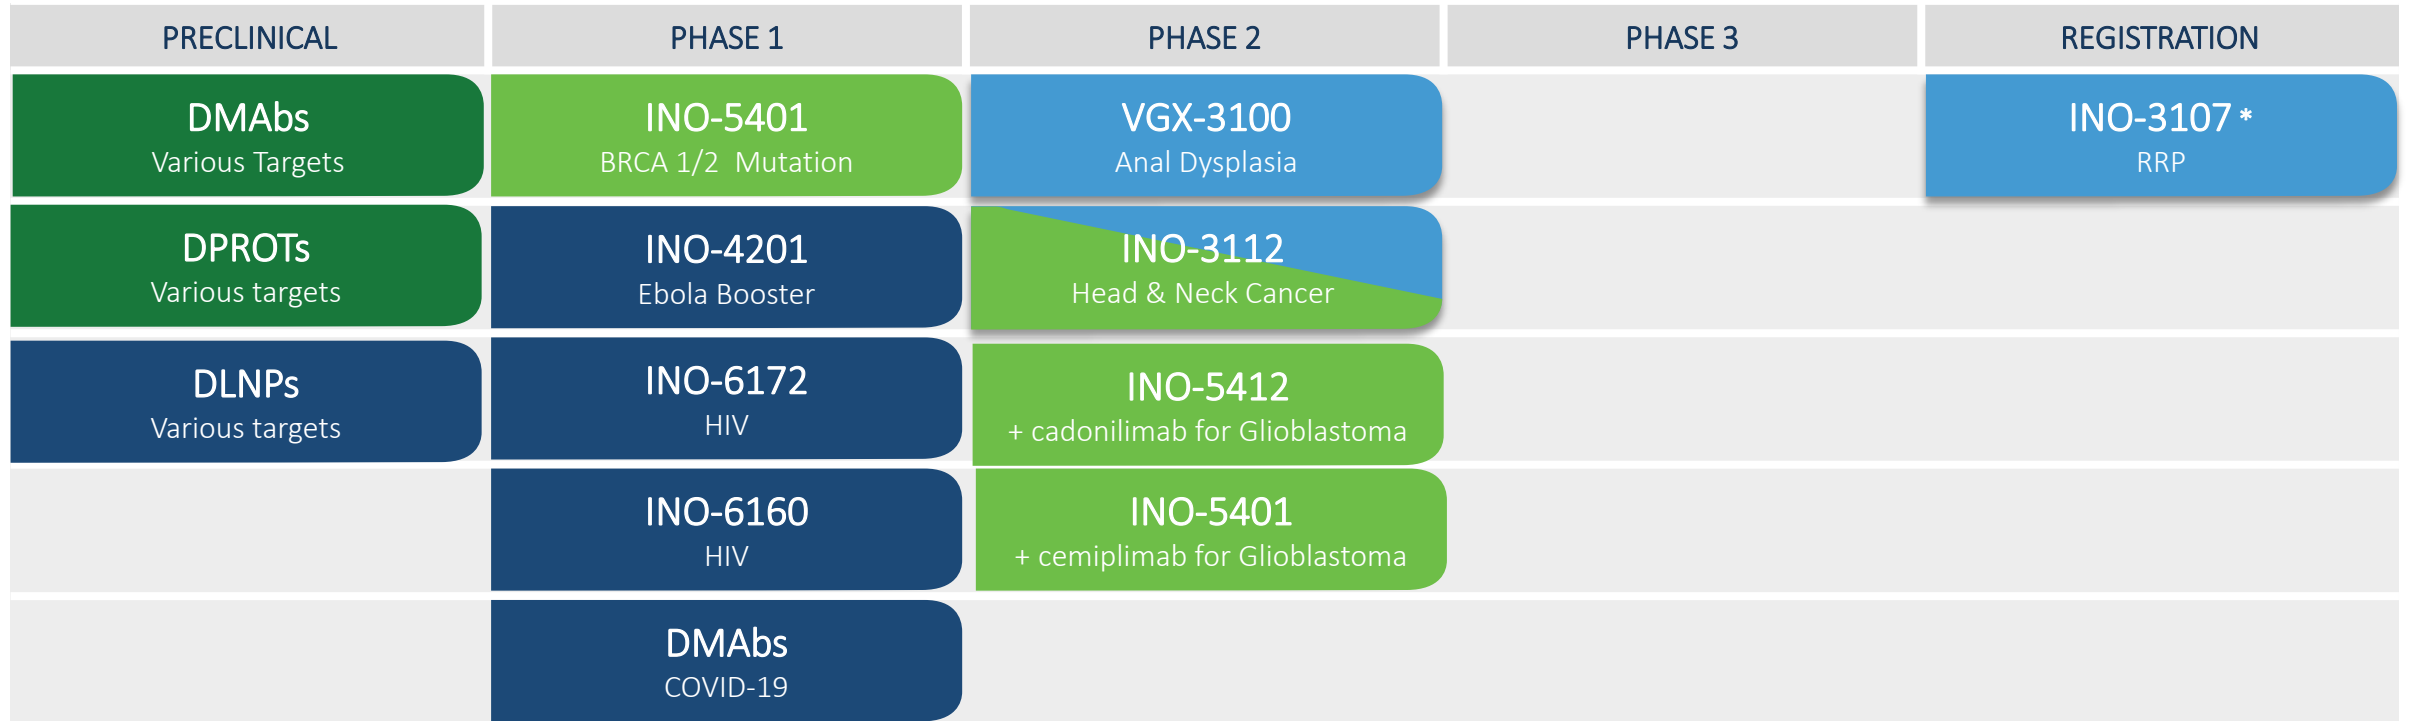 PRECLINICAL
PHASE 1
PHASE 2
PHASE 3
REGISTRATION
DMAbs
Various Targets
INO-5401
BRCA 1/2 Mutation
VGX-3100
Anal Dysplasia
INO-3107 *
RRP
DPROTs
Various targets
INO-4201
Ebola Booster
INO-3112
Head & Neck Cancer
DLNPs
Various targets
INO-6172
HIV
INO-5412
+ cadonilimab for Glioblastoma
INO-6160
HIV
INO-5401
+ cemiplimab for Glioblastoma
DMAbs
COVID-19